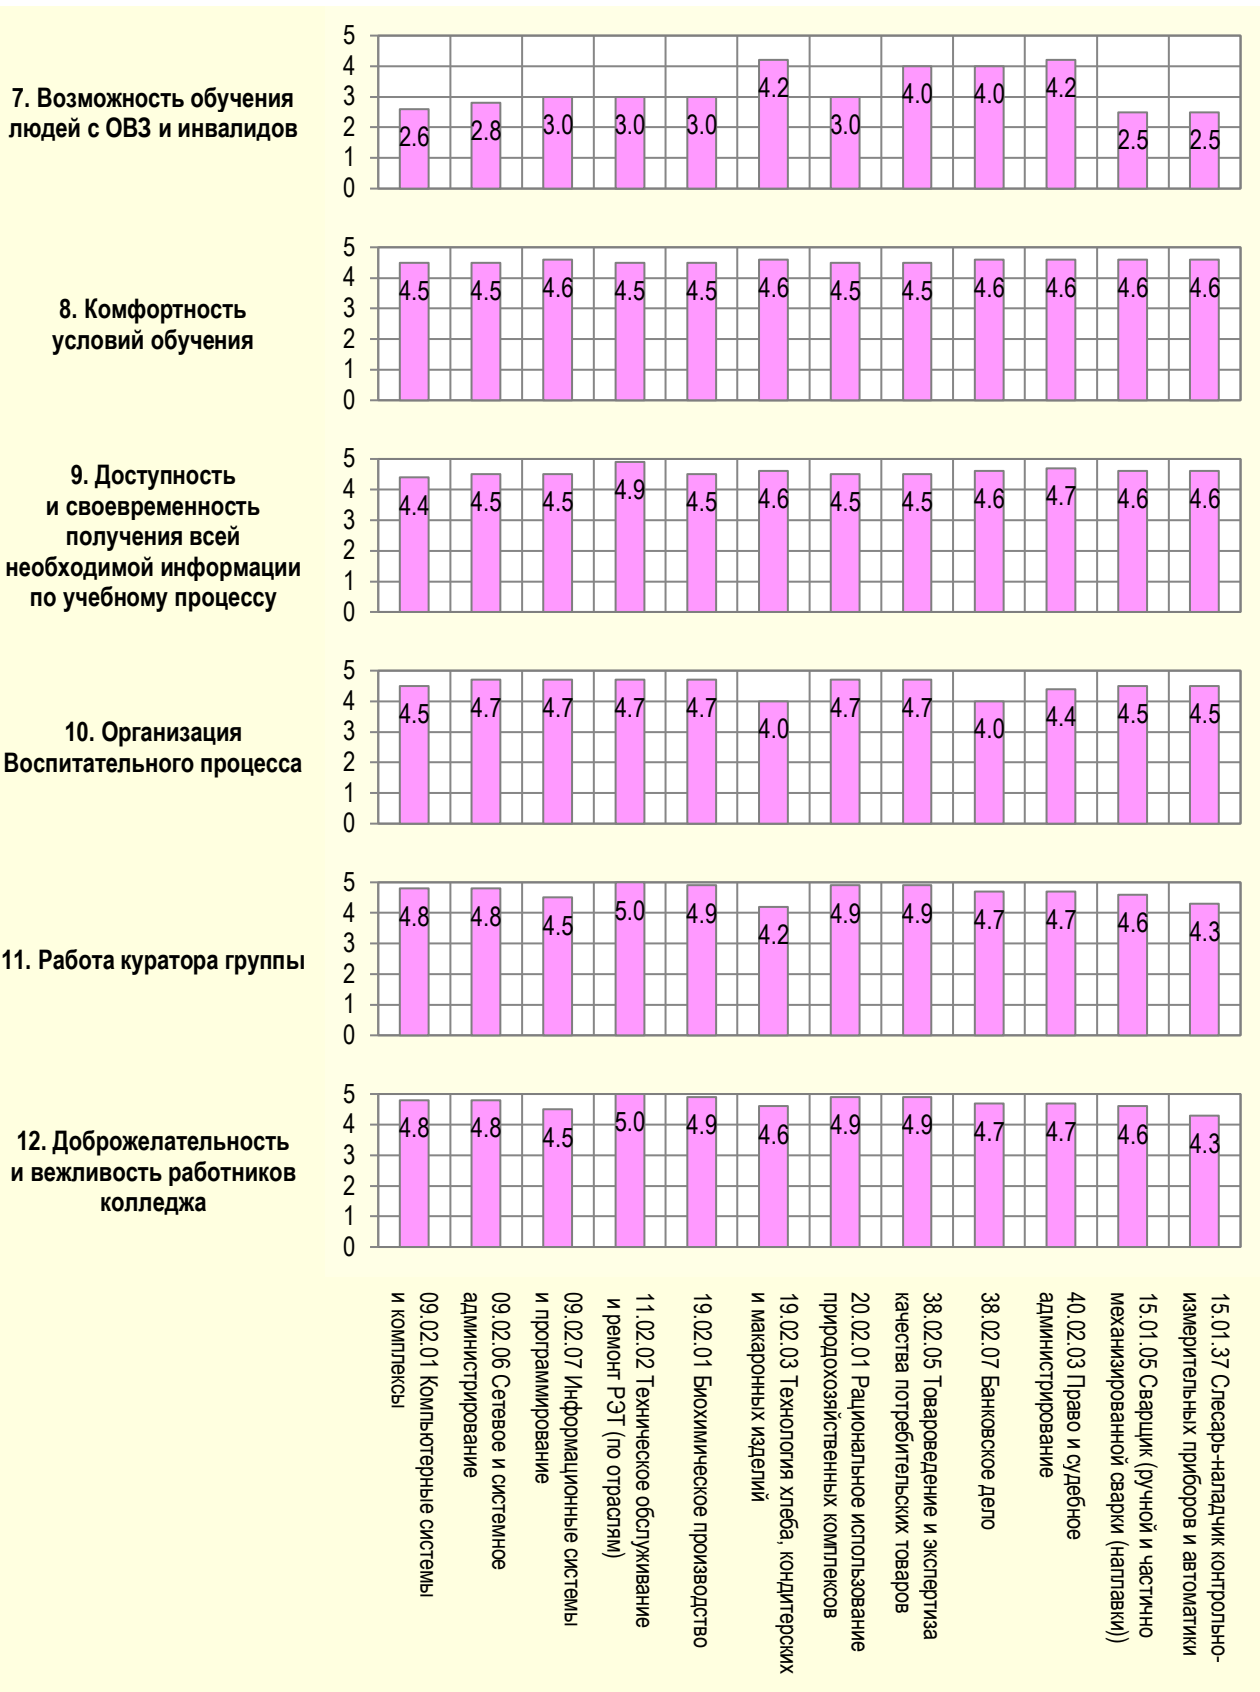 7. Возможность обучения
людей с ОВЗ и инвалидов
5
4
3
2
1
0
2.6 2.8 3.0 3.0 3.0 4.2 3.0 4.0 4.0 4.2 2.5 2.5
8. Комфортность
условий обучения
5
4
3
2
1
0
4.5 4.5 4.6 4.5 4.5 4.6 4.5 4.5 4.6 4.6 4.6 4.6
9. Доступность
и своевременность
получения всей
необходимой информации
по учебному процессу
5
4
3
2
1
0
4.4 4.5 4.5 4.9 4.5 4.6 4.5 4.5 4.6 4.7 4.6 4.6
10. Организация
Воспитательного процесса
5
4
3
2
1
0
4.5 4.7 4.7 4.7 4.7 4.0 4.7 4.7 4.0 4.4 4.5 4.5
11. Работа куратора группы
5
4
3
2
1
0
4.8 4.8 4.5 5.0 4.9 4.2 4.9 4.9 4.7 4.7 4.6 4.3
12. Доброжелательность
и вежливость работников
колледжа
5
4
3
2
1
0
4.8 4.8 4.5 5.0 4.9 4.6 4.9 4.9 4.7 4.7 4.6 4.3
09.02.01 Компьютерные системы
и комплексы
09.02.06 Сетевое и системное
администрирование
09.02.07 Информационные системы
и программирование
11.02.02 Техническое обслуживание
и ремонт РЭТ (по отраслям)
19.02.01 Биохимическое производство
19.02.03 Технология хлеба, кондитерских
и макаронных изделий
20.02.01 Рациональное использование
природохозяйственных комплексов
38.02.05 Товароведение и экспертиза
качества потребительских товаров
38.02.07 Банковское дело
40.02.03 Право и судебное
администрирование
15.01.05 Сварщик (ручной и частично
механизированной сварки (наплавки))
15.01.37 Слесарь-наладчик контрольно-
измерительных приборов и автоматики